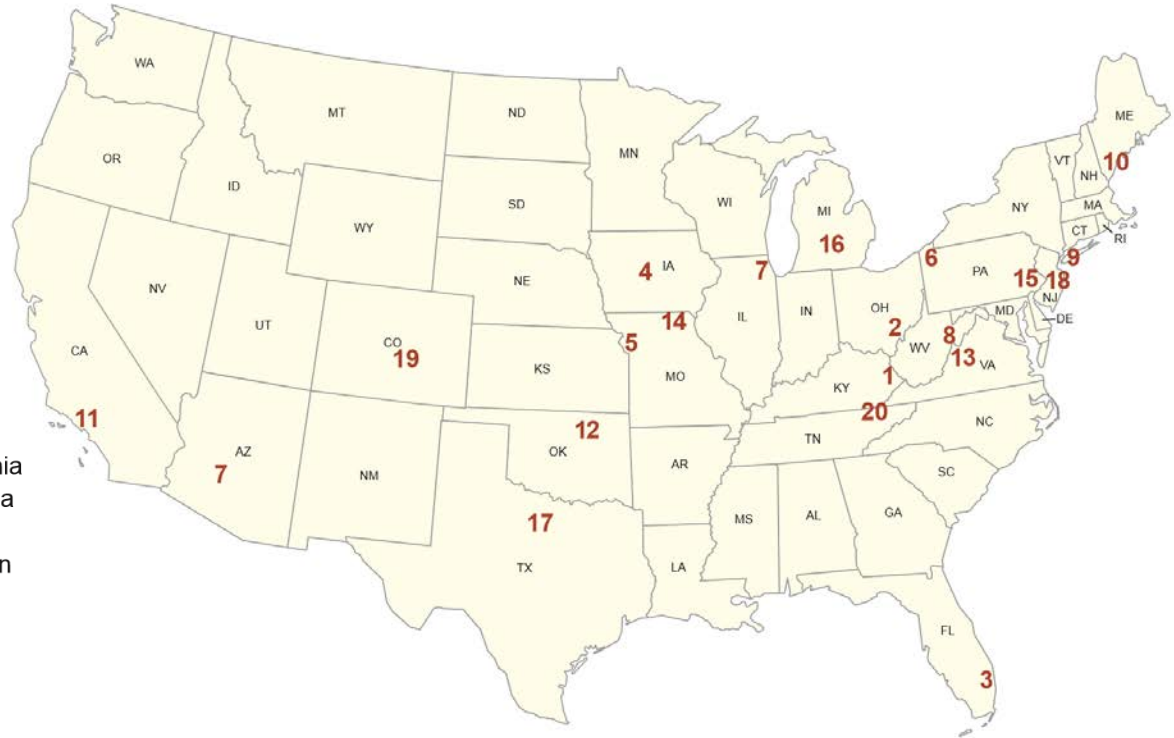 WA
ME
MT
ND
OR
MN
VT
10
ID
NH
SD
WI
MA
WY
MI
NY
CT
RI
16
6
9
4
IA
7
PA
15
18
NE
NV
NJ
OH
MD
IL
IN
DE
14
UT
2
8
CO
5
WV
CA
19
13
KS
VA
MO
1
KY
11
20
12
NC
TN
AZ
OK
nia
AR
SC
7
NM
a
GA
MS
AL
17
n
TX
LA
FL
3